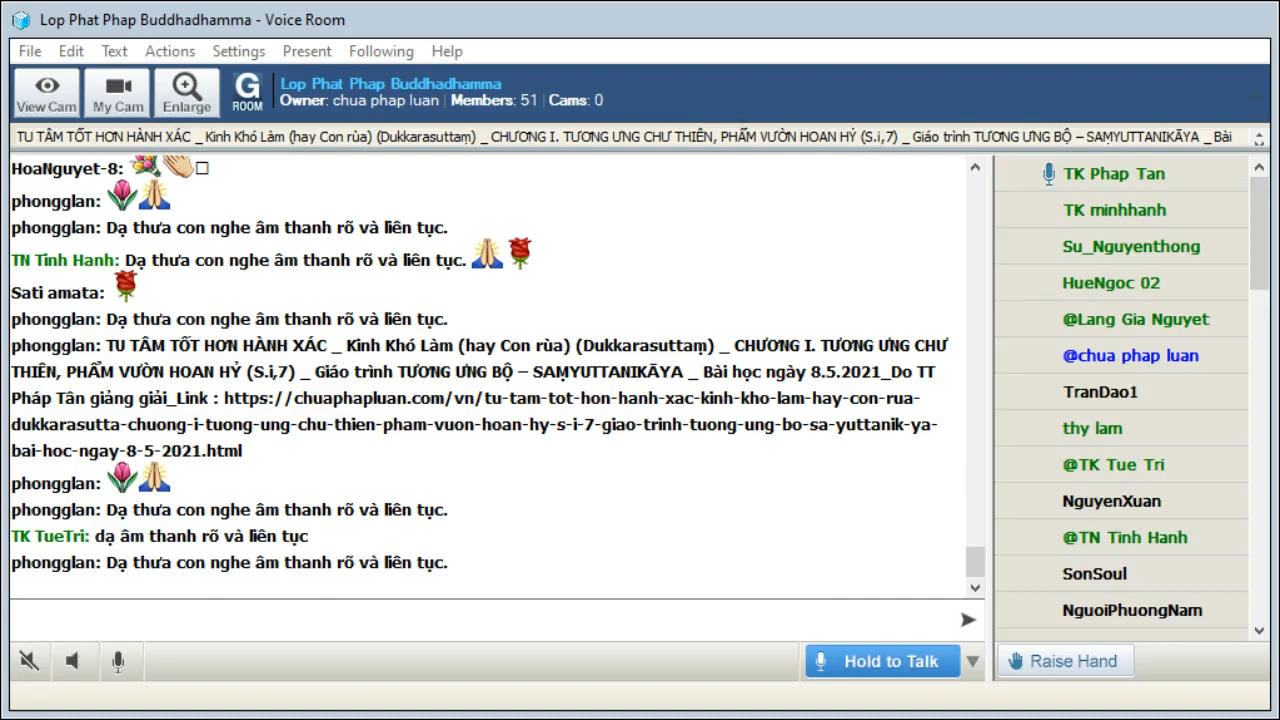 Lop Phat Phap Buddhadhamma - Voice Room
File Edit Text Actions Settings Present Following Help
View Cam My Cam Enlarge G ROOM
Lop Phat Phap Buddhadhamma
Owner: chua phap luan | Members: 51 | Cams: 0
TU TÂM TỐT HƠN HÀNH XÁC _ Kinh Khó Làm (hay Con rùa) (Dukkarasuttaṃ) _ CHƯƠNG I. TƯƠNG ƯNG CHƯ THIÊN, PHẨM VƯỜN HOAN HỶ (S.i,7) _ Giáo trình TƯƠNG ƯNG BỘ – SAṂYUTTANIKĀYA _ Bài
HoaNguyet-8:
phongglan:
phongglan: Dạ thưa con nghe âm thanh rõ và liên tục.
TN Tinh Hanh: Dạ thưa con nghe âm thanh rõ và liên tục.
Sati amata:
phongglan: Dạ thưa con nghe âm thanh rõ và liên tục.
phongglan: TU TÂM TỐT HƠN HÀNH XÁC _ Kinh Khó Làm (hay Con rùa) (Dukkarasuttaṃ) _ CHƯƠNG I. TƯƠNG ƯNG CHƯ
THIÊN, PHẨM VƯỜN HOAN HỶ (S.i,7) _ Giáo trình TƯƠNG ƯNG BỘ – SAṂYUTTANIKĀYA _ Bài học ngày 8.5.2021_Do TT
Pháp Tân giảng giải_Link : https://chuaphapluan.com/vn/tu-tam-tot-hon-hanh-xac-kinh-kho-lam-hay-con-rua-
dukkarasutta-chuong-i-tuong-ung-chu-thien-pham-vuon-hoan-hy-s-i-7-giao-trinh-tuong-ung-bo-sa-yuttanik-ya-
bai-hoc-ngay-8-5-2021.html
phongglan:
phongglan: Dạ thưa con nghe âm thanh rõ và liên tục.
TK TueTri: dạ âm thanh rõ và liên tục
phongglan: Dạ thưa con nghe âm thanh rõ và liên tục.
TK Phap Tan
TK minhhanh
Su_Nguyenthong
HueNgoc 02
@Lang Gia Nguyet
@chua phap luan
TranDao1
thy lam
@TK Tue Tri
NguyenXuan
@TN Tinh Hanh
SonSoul
NguoiPhuongNam
Hold to Talk
Raise Hand